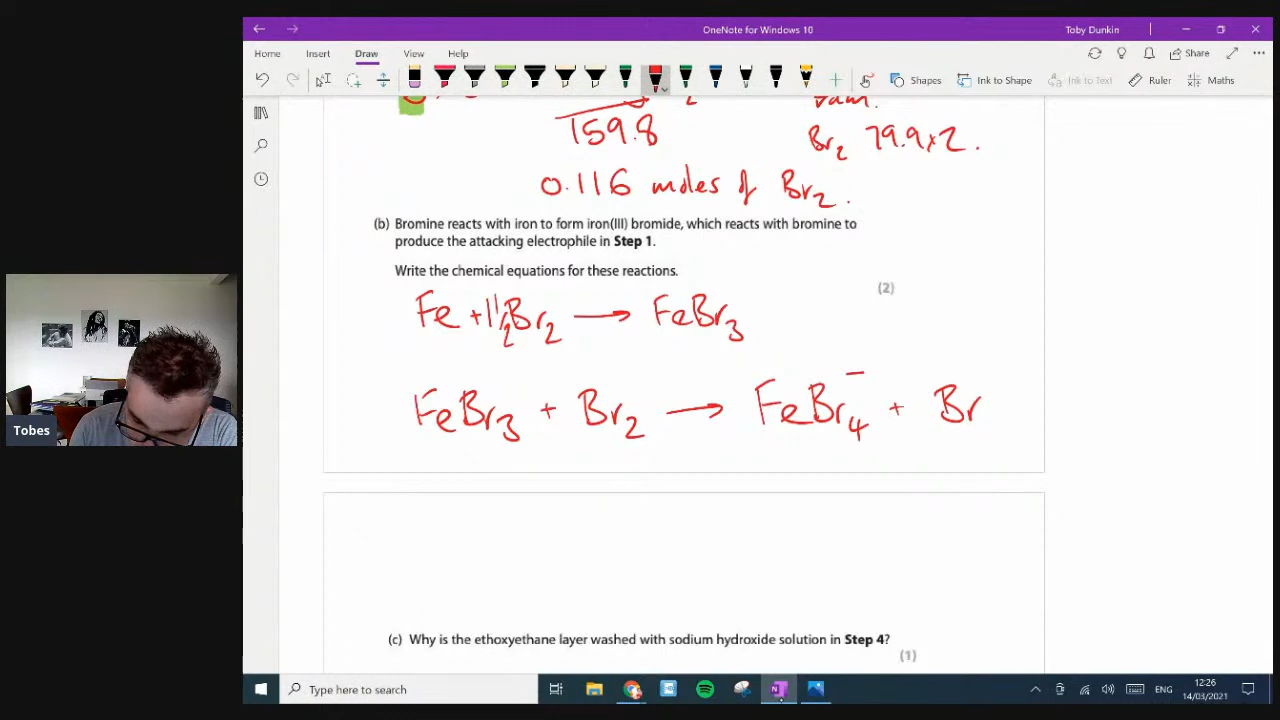 OneNote for Windows 10
Toby Dunkin
Home Insert Draw View Help
Share
Shapes Ink to Shape Ink to Text Ruler Maths
159.8
Br2 79.9×2.
0.116 moles of Br2.
(b) Bromine reacts with iron to form iron(III) bromide, which reacts with bromine to
produce the attacking electrophile in Step 1.
Write the chemical equations for these reactions.
(2)
Fe + 1 1/2 Br2 → FeBr3
FeBr3 + Br2 → FeBr4⁻ + Br
Tobes
(c) Why is the ethoxyethane layer washed with sodium hydroxide solution in Step 4?
(1)
Type here to search
ENG
12:26
14/03/2021